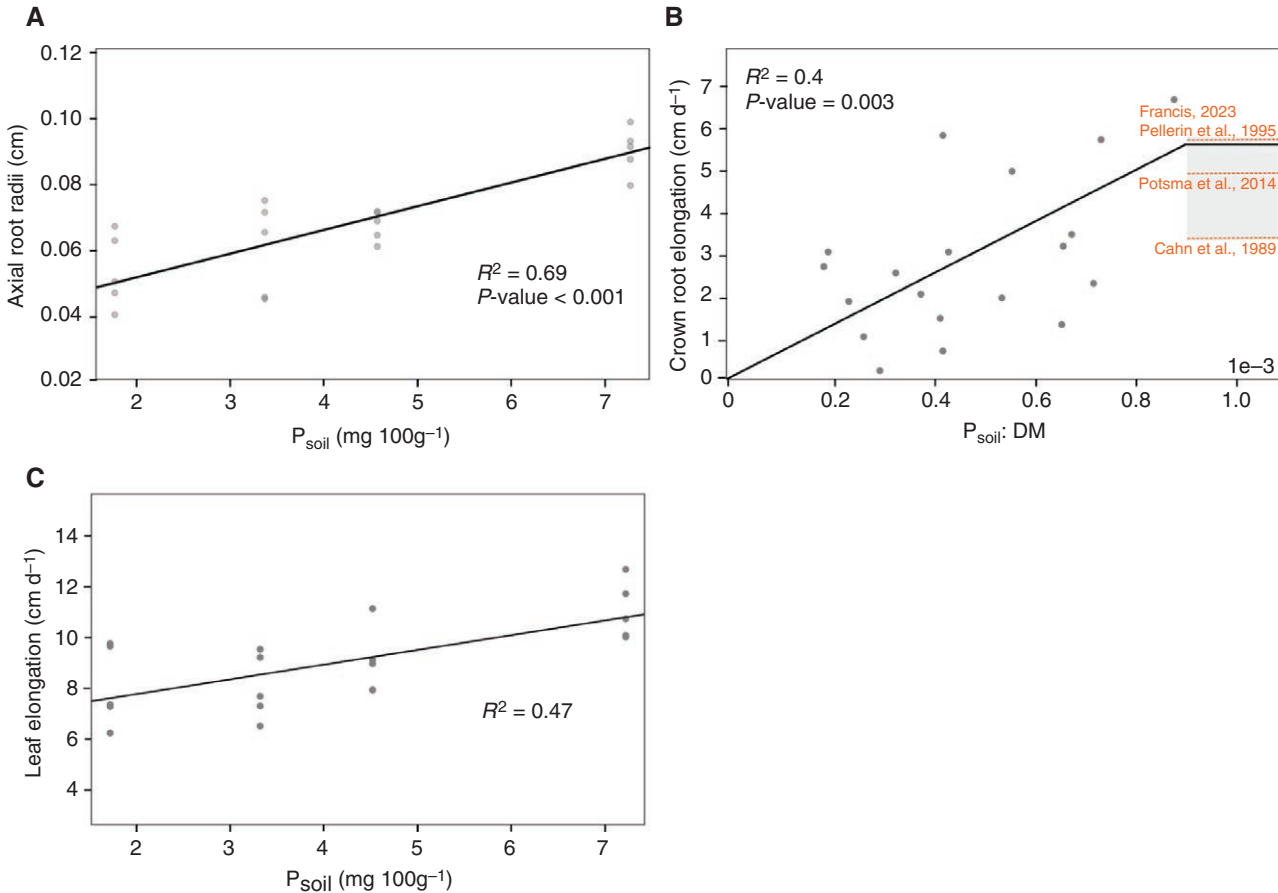 A
0.12
0.10
0.08
0.06
0.04
0.02
Axial root radii (cm)
R² = 0.69
P-value < 0.001
2 3 4 5 6 7
P_soil (mg 100g⁻¹)
B
7
6
5
4
3
2
1
0
Crown root elongation (cm d⁻¹)
R² = 0.4
P-value = 0.003
Francis, 2023
Pellerin et al., 1995
Potsma et al., 2014
Cahn et al., 1989
1e–3
0 0.2 0.4 0.6 0.8 1.0
P_soil: DM
C
14
12
10
8
6
4
Leaf elongation (cm d⁻¹)
R² = 0.47
2 3 4 5 6 7
P_soil (mg 100g⁻¹)